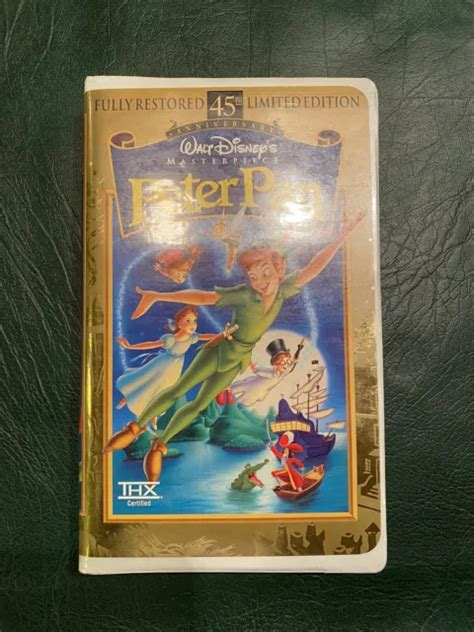 FULLY RESTORED 45TH LIMITED EDITION
ANNIVERSARY
WALT DISNEY'S
MASTERPIECE
Peter Pan
THX
Certified